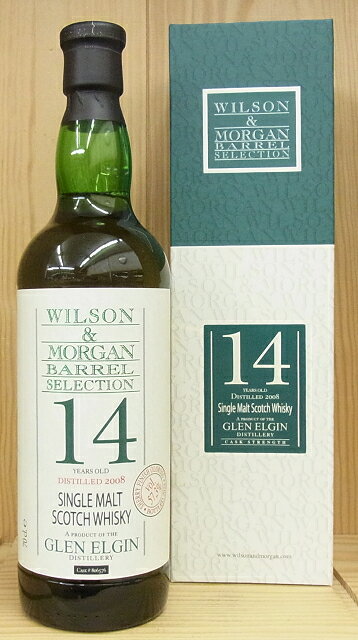 WILSON
&
MORGAN
BARREL
SELECTION
14
YEARS OLD
DISTILLED 2008
SINGLE MALT
SCOTCH WHISKY
A PRODUCT OF THE
GLEN ELGIN
DISTILLERY
70cl e
WILSON
&
MORGAN
BARREL
SELECTION
14
YEARS OLD
DISTILLED 2008
Single Malt Scotch Whisky
A PRODUCT OF THE
GLEN ELGIN
DISTILLERY
CASK STRENGTH
www.wilsonandmorgan.com